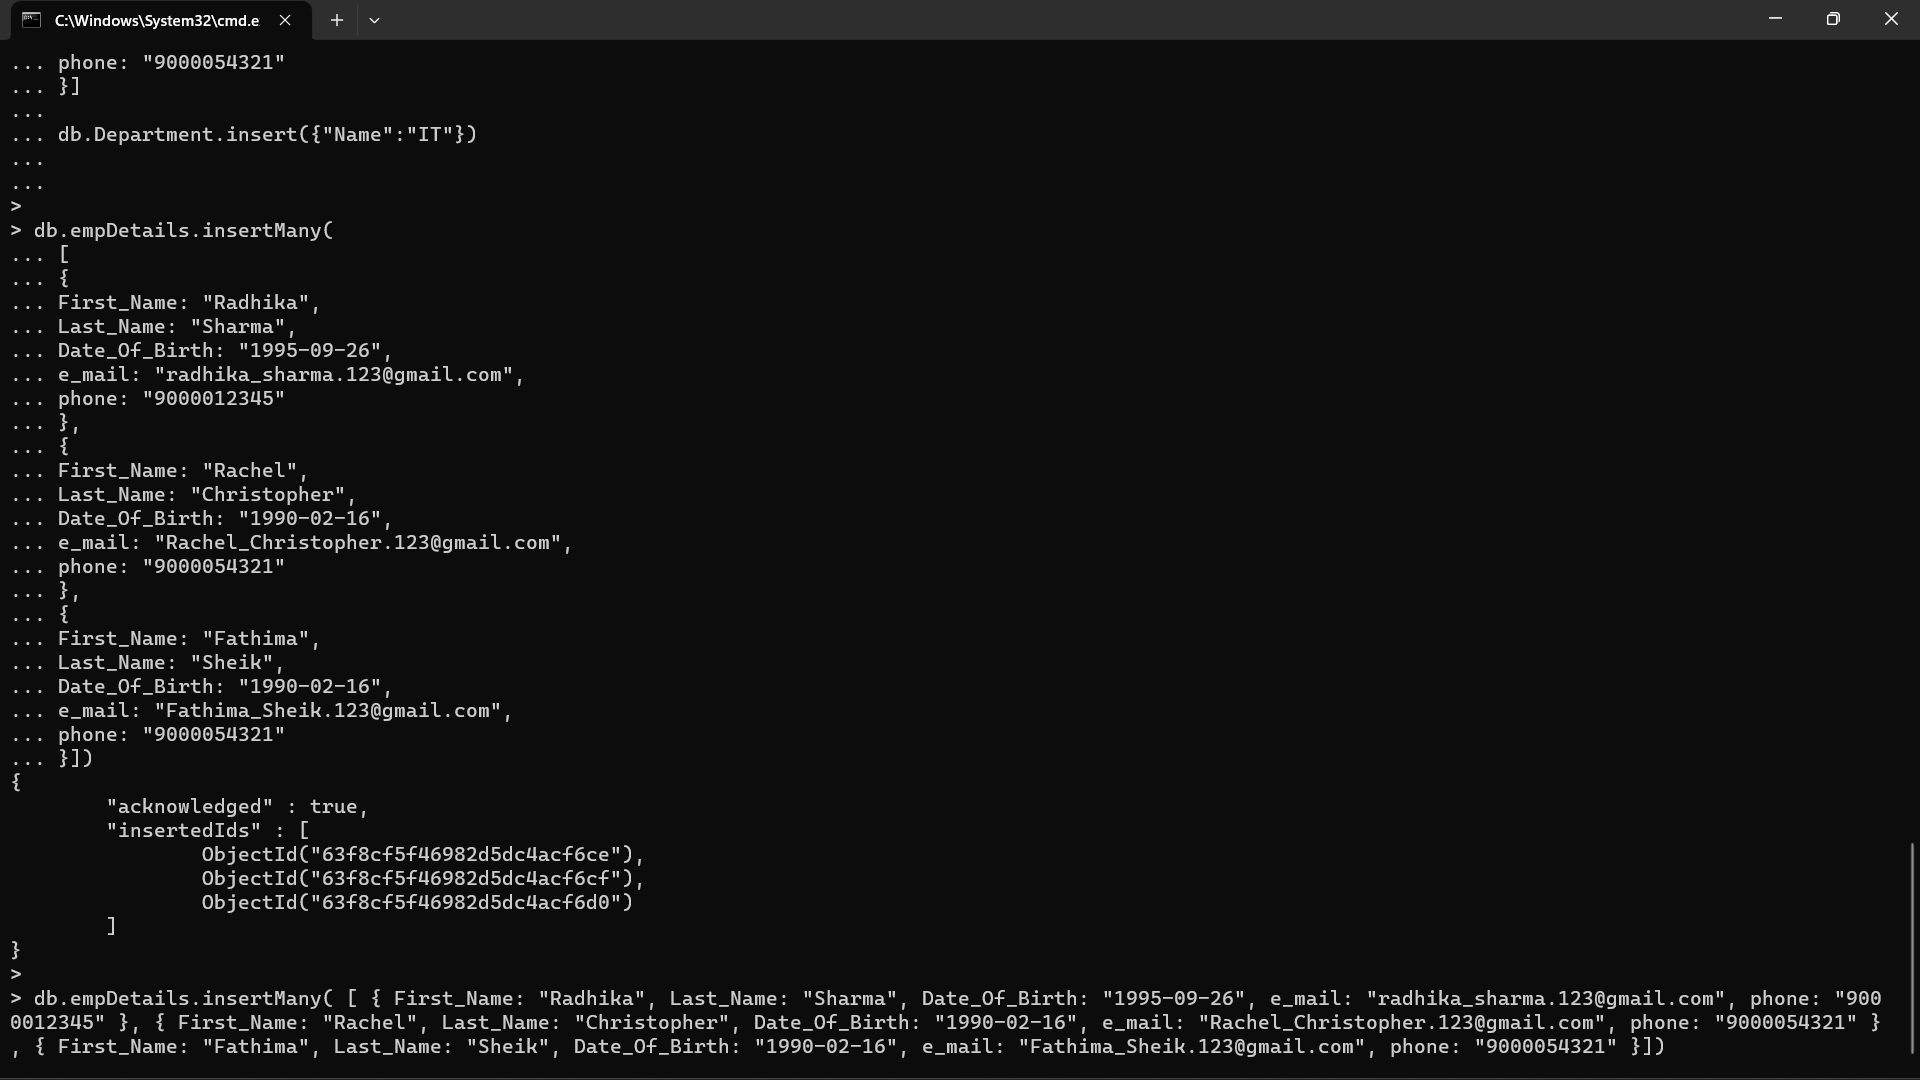 C:\Windows\System32\cmd.e
... phone: "9000054321"
... }]
...
... db.Department.insert({"Name":"IT"})
...
...
>
> db.empDetails.insertMany(
... [
... {
... First_Name: "Radhika",
... Last_Name: "Sharma",
... Date_Of_Birth: "1995-09-26",
... e_mail: "radhika_sharma.123@gmail.com",
... phone: "9000012345"
... },
... {
... First_Name: "Rachel",
... Last_Name: "Christopher",
... Date_Of_Birth: "1990-02-16",
... e_mail: "Rachel_Christopher.123@gmail.com",
... phone: "9000054321"
... },
... {
... First_Name: "Fathima",
... Last_Name: "Sheik",
... Date_Of_Birth: "1990-02-16",
... e_mail: "Fathima_Sheik.123@gmail.com",
... phone: "9000054321"
... }])
{
        "acknowledged" : true,
        "insertedIds" : [
                ObjectId("63f8cf5f46982d5dc4acf6ce"),
                ObjectId("63f8cf5f46982d5dc4acf6cf"),
                ObjectId("63f8cf5f46982d5dc4acf6d0")
        ]
}
>
> db.empDetails.insertMany( [ { First_Name: "Radhika", Last_Name: "Sharma", Date_Of_Birth: "1995-09-26", e_mail: "radhika_sharma.123@gmail.com", phone: "900
0012345" }, { First_Name: "Rachel", Last_Name: "Christopher", Date_Of_Birth: "1990-02-16", e_mail: "Rachel_Christopher.123@gmail.com", phone: "9000054321" }
, { First_Name: "Fathima", Last_Name: "Sheik", Date_Of_Birth: "1990-02-16", e_mail: "Fathima_Sheik.123@gmail.com", phone: "9000054321" }])